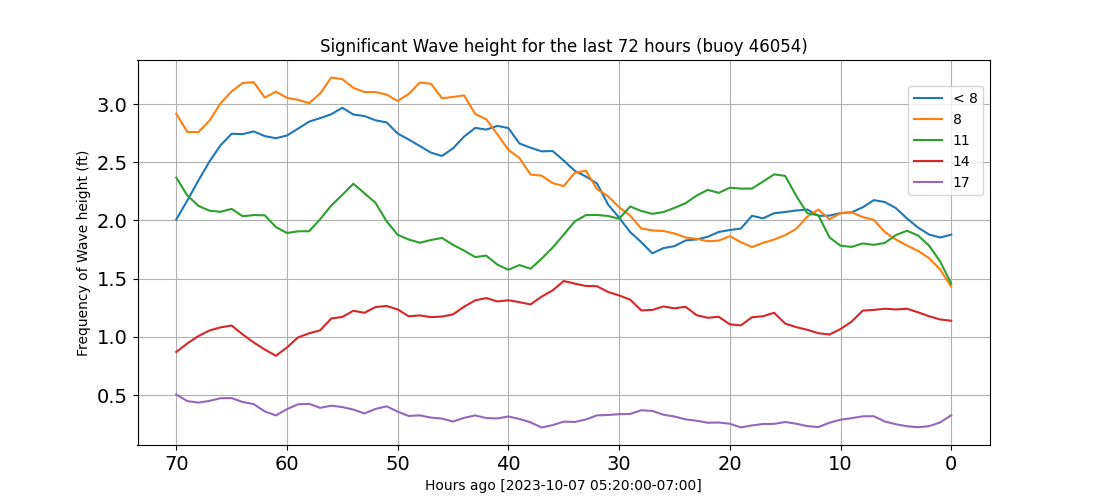 Significant Wave height for the last 72 hours (buoy 46054)
Frequency of Wave height (ft)
3.0
2.5
2.0
1.5
1.0
0.5
< 8
8
11
14
17
70 60 50 40 30 20 10 0
Hours ago [2023-10-07 05:20:00-07:00]